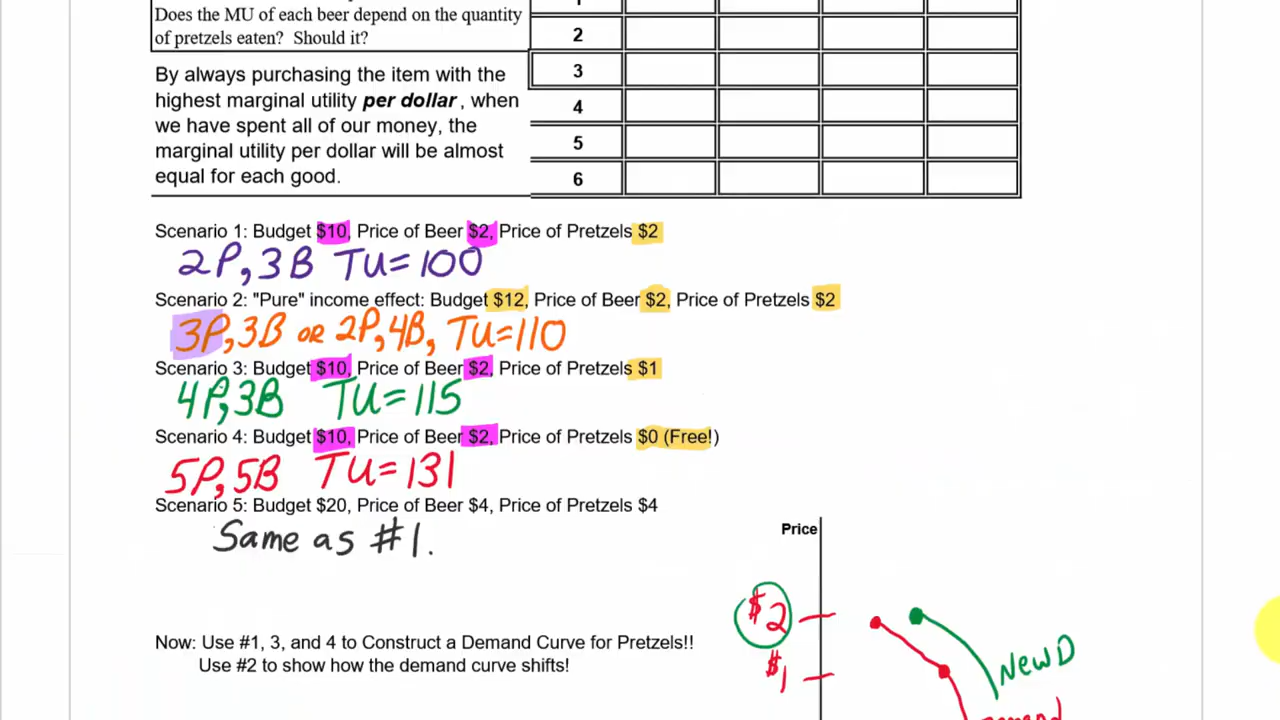 1
Does the MU of each beer depend on the quantity
of pretzels eaten? Should it?
2
By always purchasing the item with the
highest marginal utility per dollar, when
we have spent all of our money, the
marginal utility per dollar will be almost
equal for each good.
3
4
5
6
Scenario 1: Budget $10, Price of Beer $2, Price of Pretzels $2
2P, 3B TU=100
Scenario 2: "Pure" income effect: Budget $12, Price of Beer $2, Price of Pretzels $2
3P, 3B OR 2P, 4B, TU=110
Scenario 3: Budget $10, Price of Beer $2, Price of Pretzels $1
4P, 3B TU=115
Scenario 4: Budget $10, Price of Beer $2, Price of Pretzels $0 (Free!)
5P, 5B TU=131
Scenario 5: Budget $20, Price of Beer $4, Price of Pretzels $4
Same as #1.
Price
$2
Now: Use #1, 3, and 4 to Construct a Demand Curve for Pretzels!!
Use #2 to show how the demand curve shifts!
$1
New D
Demand